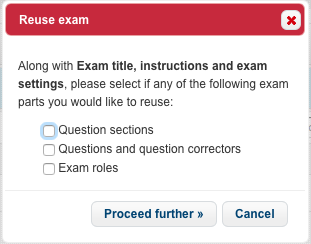 Reuse exam
Along with Exam title, instructions and exam
settings, please select if any of the following exam
parts you would like to reuse:
Question sections
Questions and question correctors
Exam roles
Proceed further »
Cancel